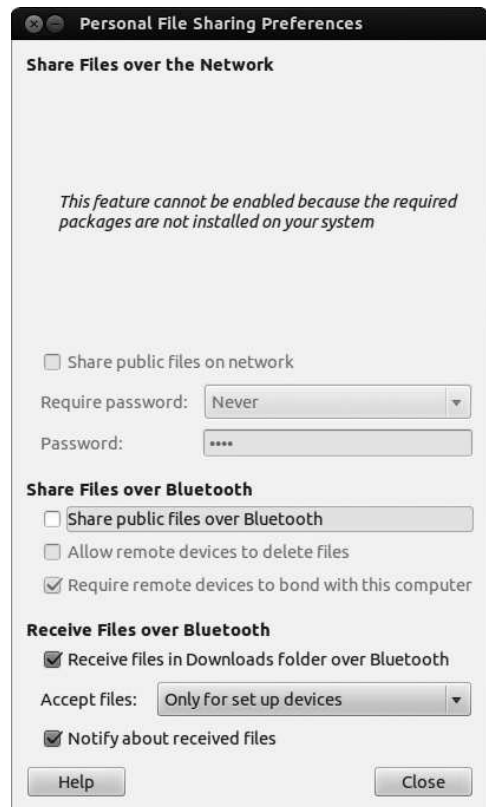 Personal File Sharing Preferences
Share Files over the Network
This feature cannot be enabled because the required
packages are not installed on your system
Share public files on network
Require password: Never
Password: ••••
Share Files over Bluetooth
Share public files over Bluetooth
Allow remote devices to delete files
Require remote devices to bond with this computer
Receive Files over Bluetooth
Receive files in Downloads folder over Bluetooth
Accept files: Only for set up devices
Notify about received files
Help Close